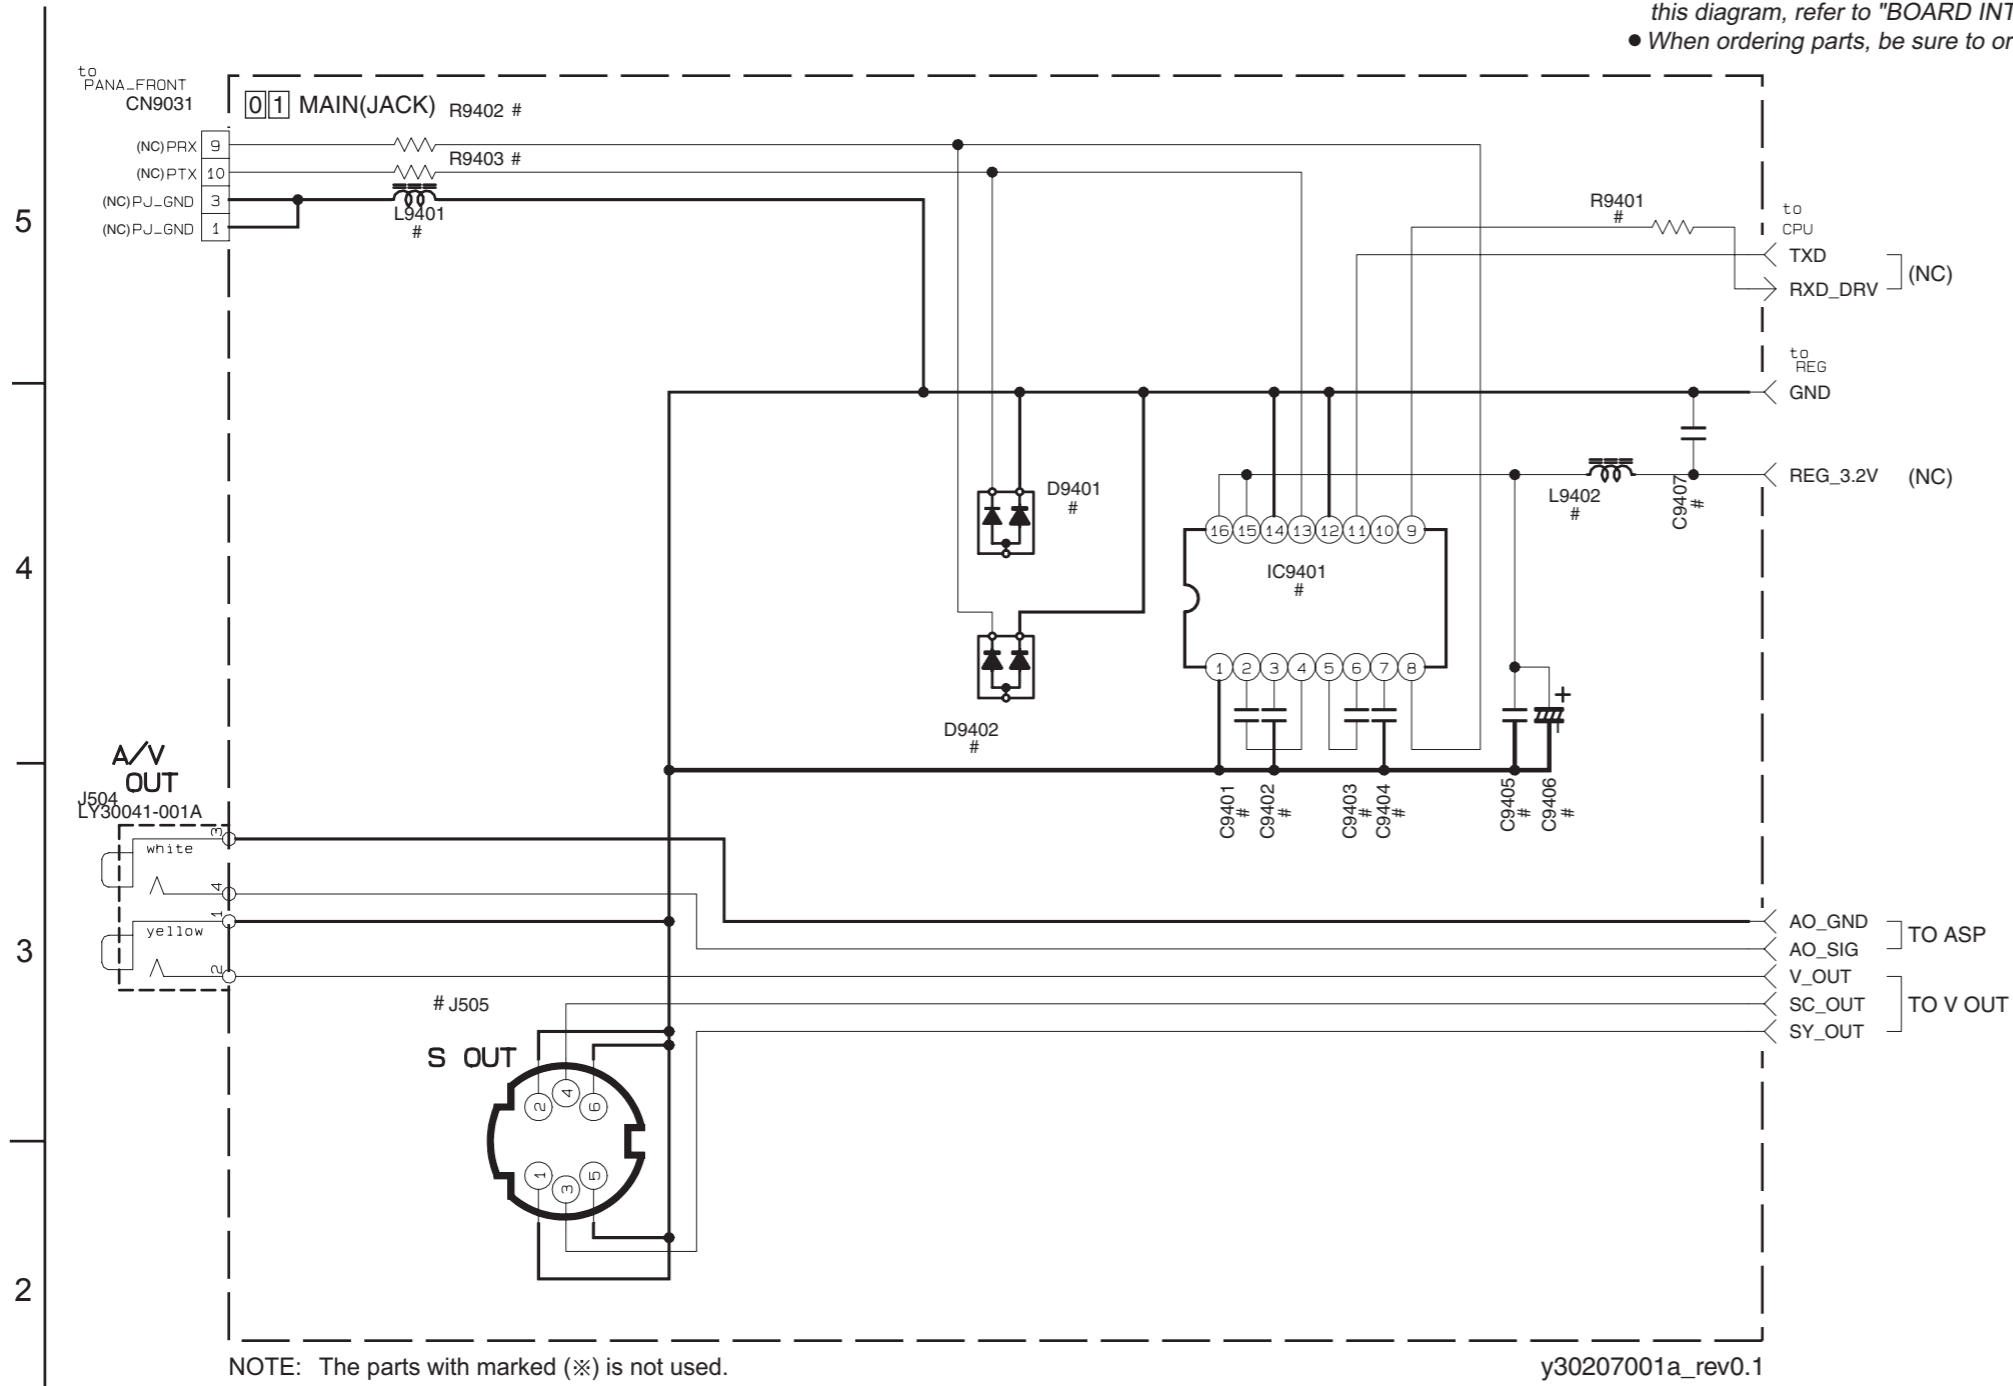 this diagram, refer to "BOARD INT
● When ordering parts, be sure to or
to
PANA_FRONT
CN9031
0 1 MAIN(JACK)
R9402 #
(NC)PRX 9
R9403 #
(NC)PTX 10
(NC)PJ_GND 3
L9401
#
(NC)PJ_GND 1
5
R9401
#
to
CPU
TXD
(NC)
RXD_DRV
to
REG
GND
REG_3.2V (NC)
L9402
#
C9407
#
D9401
#
16 15 14 13 12 11 10 9
IC9401
#
4
1 2 3 4 5 6 7 8
+
D9402
#
C9401
#
C9402
#
C9403
#
C9404
#
C9405
#
C9406
#
A/V
OUT
J504
LY30041-001A
3
white
4
1
yellow
2
3
AO_GND
TO ASP
AO_SIG
V_OUT
SC_OUT
TO V OUT
SY_OUT
# J505
S OUT
2 4 6
1 3 5
2
NOTE: The parts with marked (※) is not used.
y30207001a_rev0.1